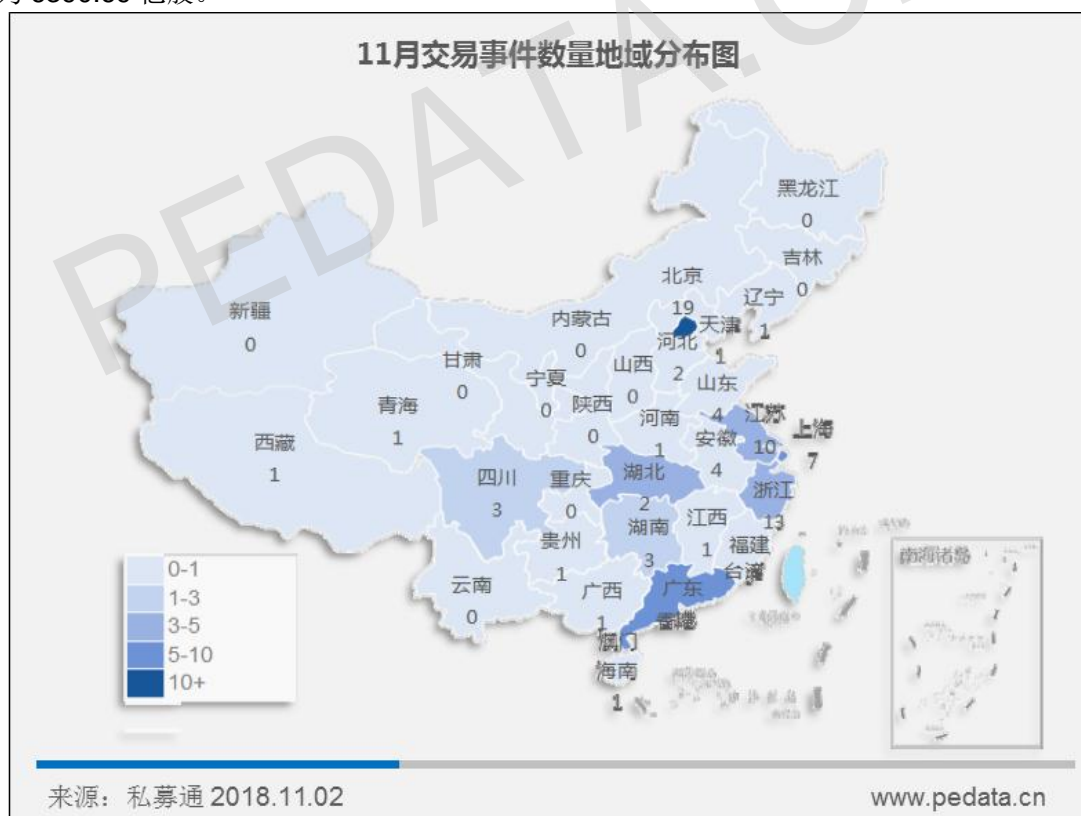 11月交易事件数量地域分布图
PEDATA.C
黑龙江
0
吉林
0
辽宁
1
北京
19
天津
1
河北
2
内蒙古
0
新疆
0
甘肃
0
宁夏
0
山西
0
山东
4
青海
1
陕西
0
河南
1
江苏
10
上海
7
安徽
4
西藏
1
四川
3
重庆
0
湖北
2
浙江
13
湖南
3
江西
1
福建
贵州
1
台湾
云南
0
广西
1
广东
香港
澳门
海南
1
南海诸岛
0-1
1-3
3-5
5-10
10+
来源：私募通 2018.11.02
www.pedata.cn